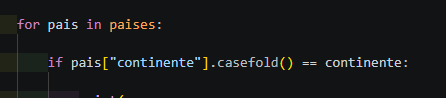 for pais in paises:
if pais["continente"].casefold() == continente: